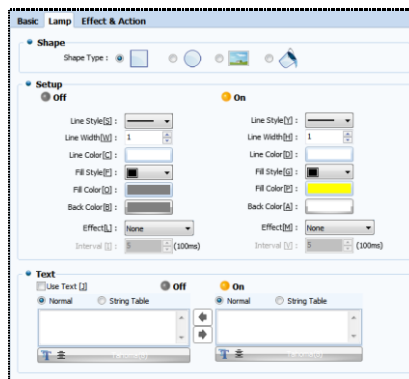 Basic Lamp Effect & Action
Shape
Shape Type :
Setup
Off On
Line Style[S] : Line Style[Y] :
Line Width[W] : 1 Line Width[H] : 1
Line Color[C] : Line Color[D] :
Fill Style[F] : Fill Style[G] :
Fill Color[O] : Fill Color[P] :
Back Color[B] : Back Color[A] :
Effect[L] : None Effect[M] : None
Interval [I] : 5 (100ms) Interval [V] : 5 (100ms)
Text
Use Text [J] Off On
Normal String Table Normal String Table
T 호 T 호